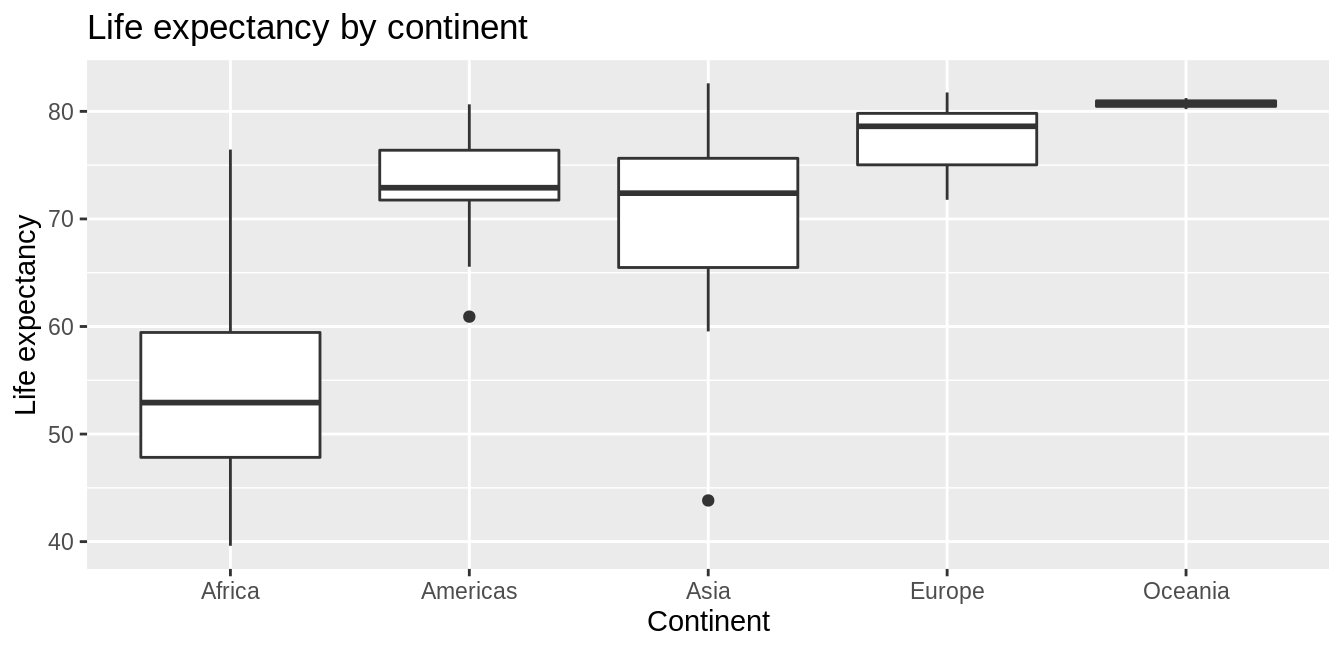 Life expectancy by continent
Life expectancy
80
70
60
50
40
Africa Americas Asia Europe Oceania
Continent